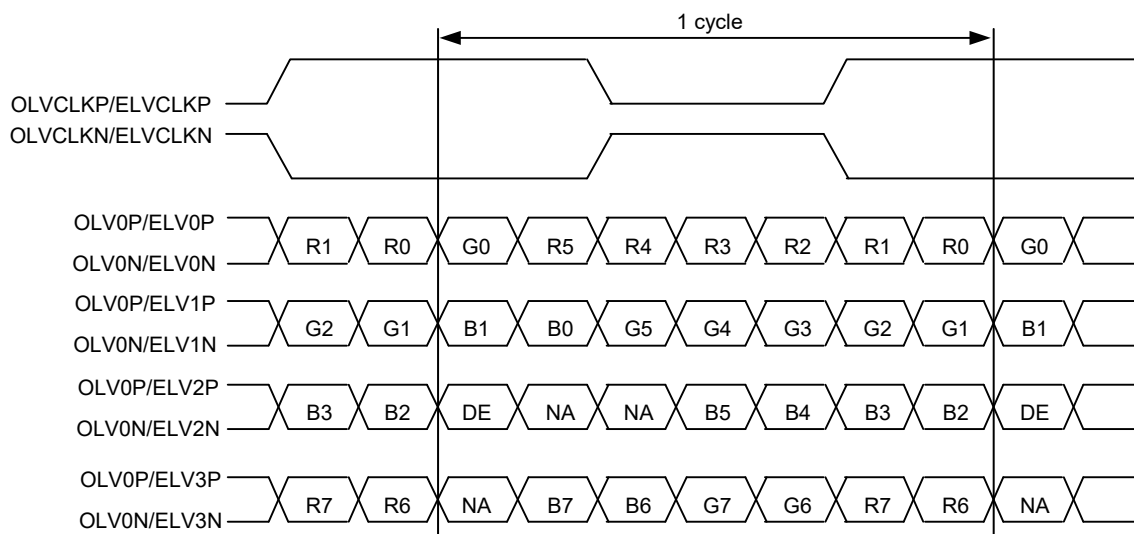 1 cycle
OLVCLKP/ELVCLKP
OLVCLKN/ELVCLKN
OLV0P/ELV0P
R1 R0 G0 R5 R4 R3 R2 R1 R0 G0
OLV0N/ELV0N
OLV0P/ELV1P
G2 G1 B1 B0 G5 G4 G3 G2 G1 B1
OLV0N/ELV1N
OLV0P/ELV2P
B3 B2 DE NA NA B5 B4 B3 B2 DE
OLV0N/ELV2N
OLV0P/ELV3P
R7 R6 NA B7 B6 G7 G6 R7 R6 NA
OLV0N/ELV3N